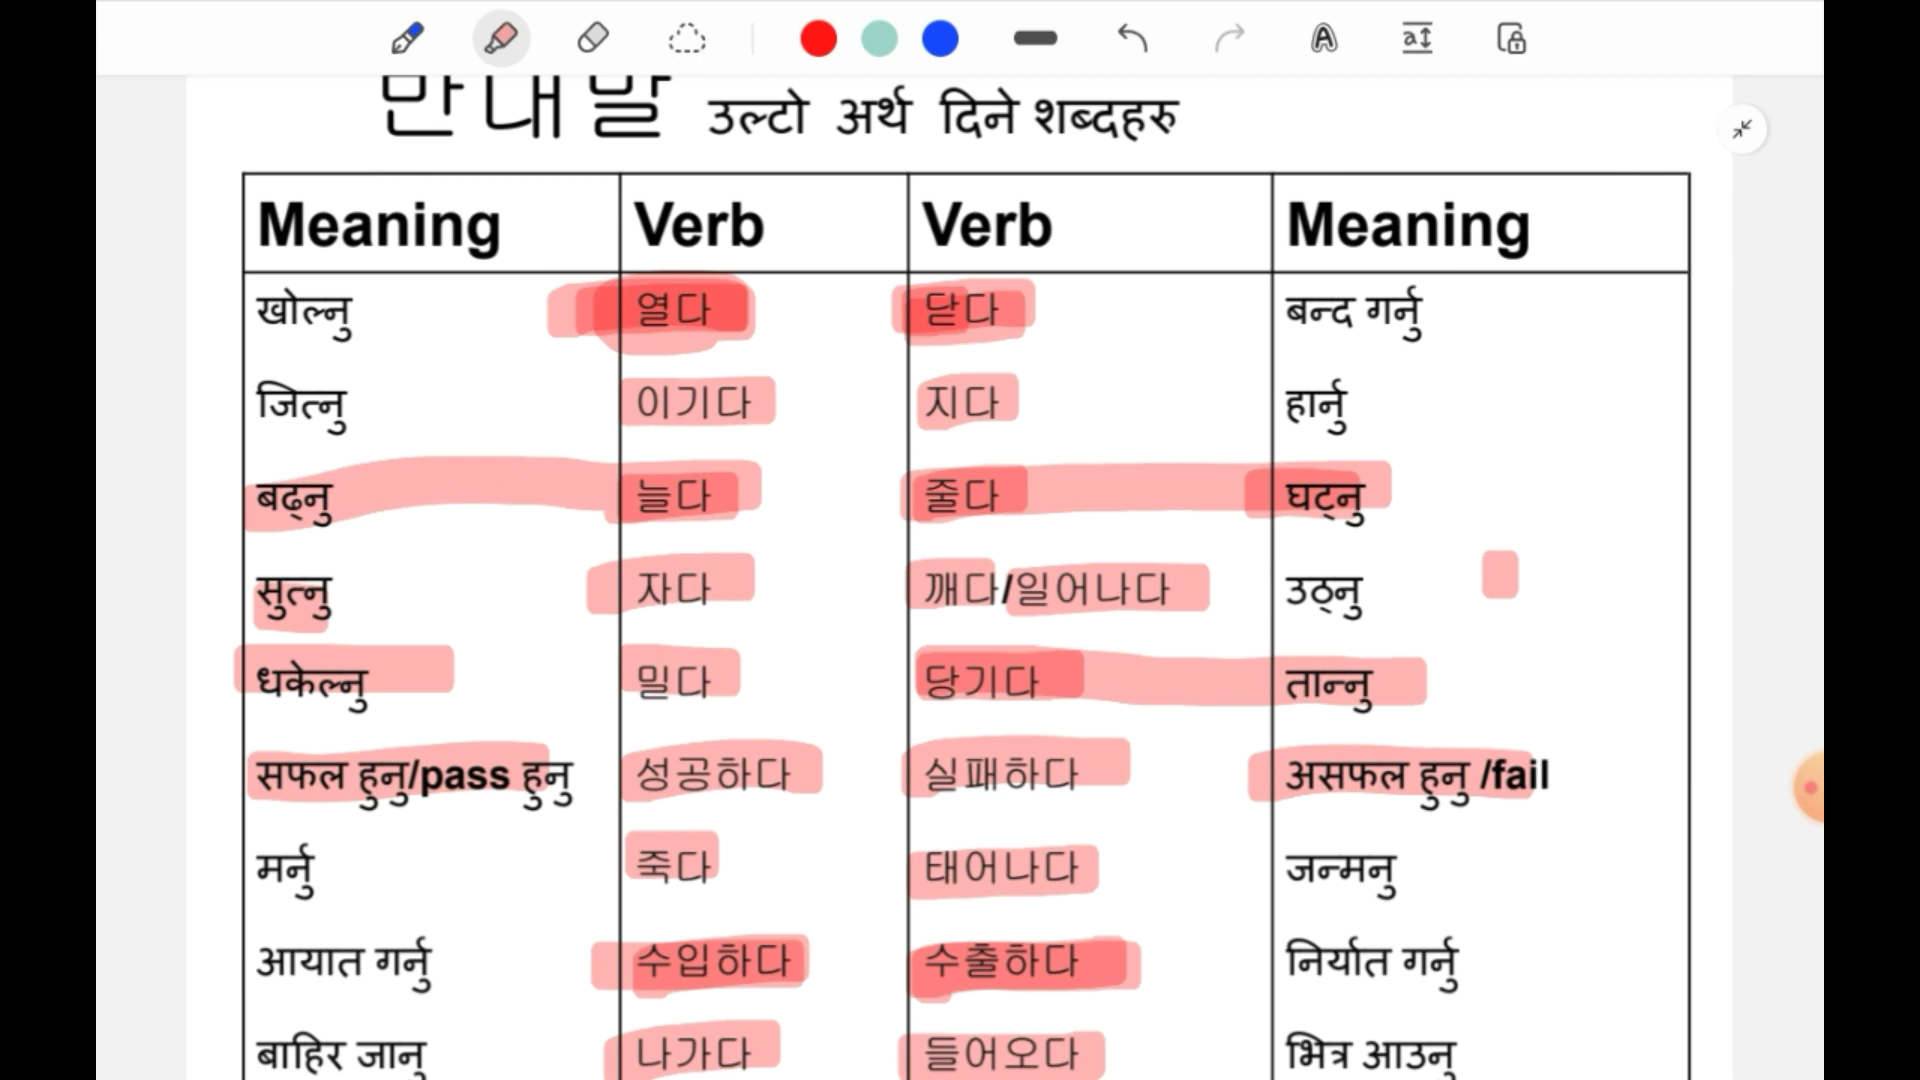 반대말 उल्टो अर्थ दिने शब्दहरु
Meaning Verb Verb Meaning
खोल्नु 열다 닫다 बन्द गर्नु
जित्नु 이기다 지다 हार्नु
बढ्नु 늘다 줄다 घट्नु
सुत्नु 자다 깨다/일어나다 उठ्नु
धकेल्नु 밀다 당기다 तान्नु
सफल हुनु/pass हुनु 성공하다 실패하다 असफल हुनु /fail
मर्नु 죽다 태어나다 जन्मनु
आयात गर्नु 수입하다 수출하다 निर्यात गर्नु
बाहिर जानु 나가다 들어오다 भित्र आउनु